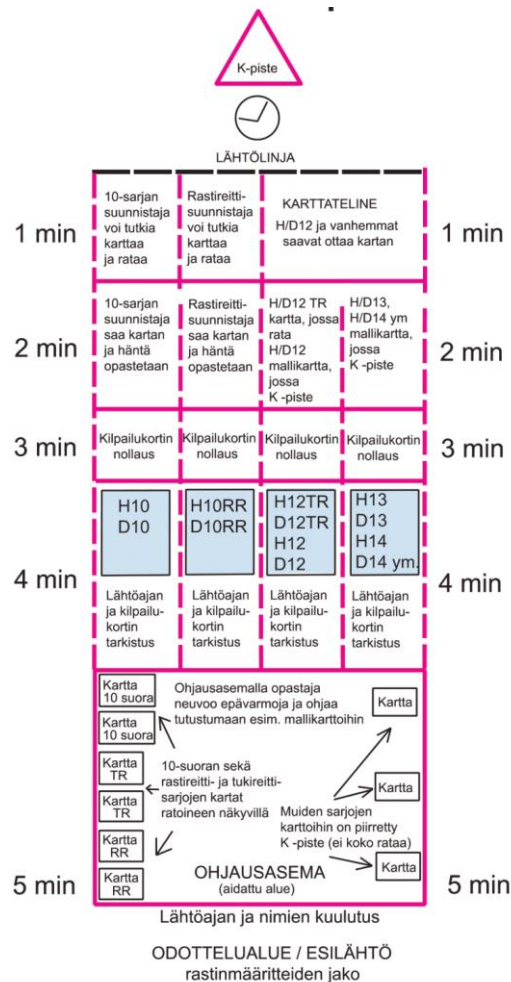 K-piste
LÄHTÖLINJA
1 min
10-sarjan
suunnistaja
voi tutkia
karttaa
ja rataa
Rastireitti-
suunnistaja
voi tutkia
karttaa
ja rataa
KARTTATELINE
H/D12 ja vanhemmat
saavat ottaa kartan
1 min
2 min
10-sarjan
suunnistaja
saa kartan
ja häntä
opastetaan
Rastireitti-
suunnistaja
saa kartan
ja häntä
opastetaan
H/D12 TR
kartta, jossa
rata
H/D12
mallikartta,
jossa
K -piste
H/D13,
H/D14 ym
mallikartta,
jossa
K -piste
2 min
3 min
Kilpailukortin
nollaus
Kilpailukortin
nollaus
Kilpailukortin
nollaus
Kilpailukortin
nollaus
3 min
4 min
H10
D10
H10RR
D10RR
H12TR
D12TR
H12
D12
H13
D13
H14
D14 ym.
4 min
Lähtöajan
ja kilpailu-
kortin
tarkistus
Lähtöajan
ja kilpailu-
kortin
tarkistus
Lähtöajan
ja kilpailu-
kortin
tarkistus
Lähtöajan
ja kilpailu-
kortin
tarkistus
Kartta
10 suora
Kartta
10 suora
Kartta
TR
Kartta
TR
Kartta
RR
Kartta
RR
Ohjausasemalla opastaja
neuvoo epävarmoja ja ohjaa
tutustumaan esim. mallikarttoihin
10-suoran sekä
rastireitti- ja tukireitti-
sarjojen kartat
ratoineen näkyvillä
Kartta
Kartta
Muiden sarjojen
karttoihin on piirretty
K -piste (ei koko rataa)
Kartta
5 min
OHJAUSASEMA
(aidattu alue)
5 min
Lähtöajan ja nimien kuulutus
ODOTTELUALUE / ESILÄHTÖ
rastinmääritteiden jako